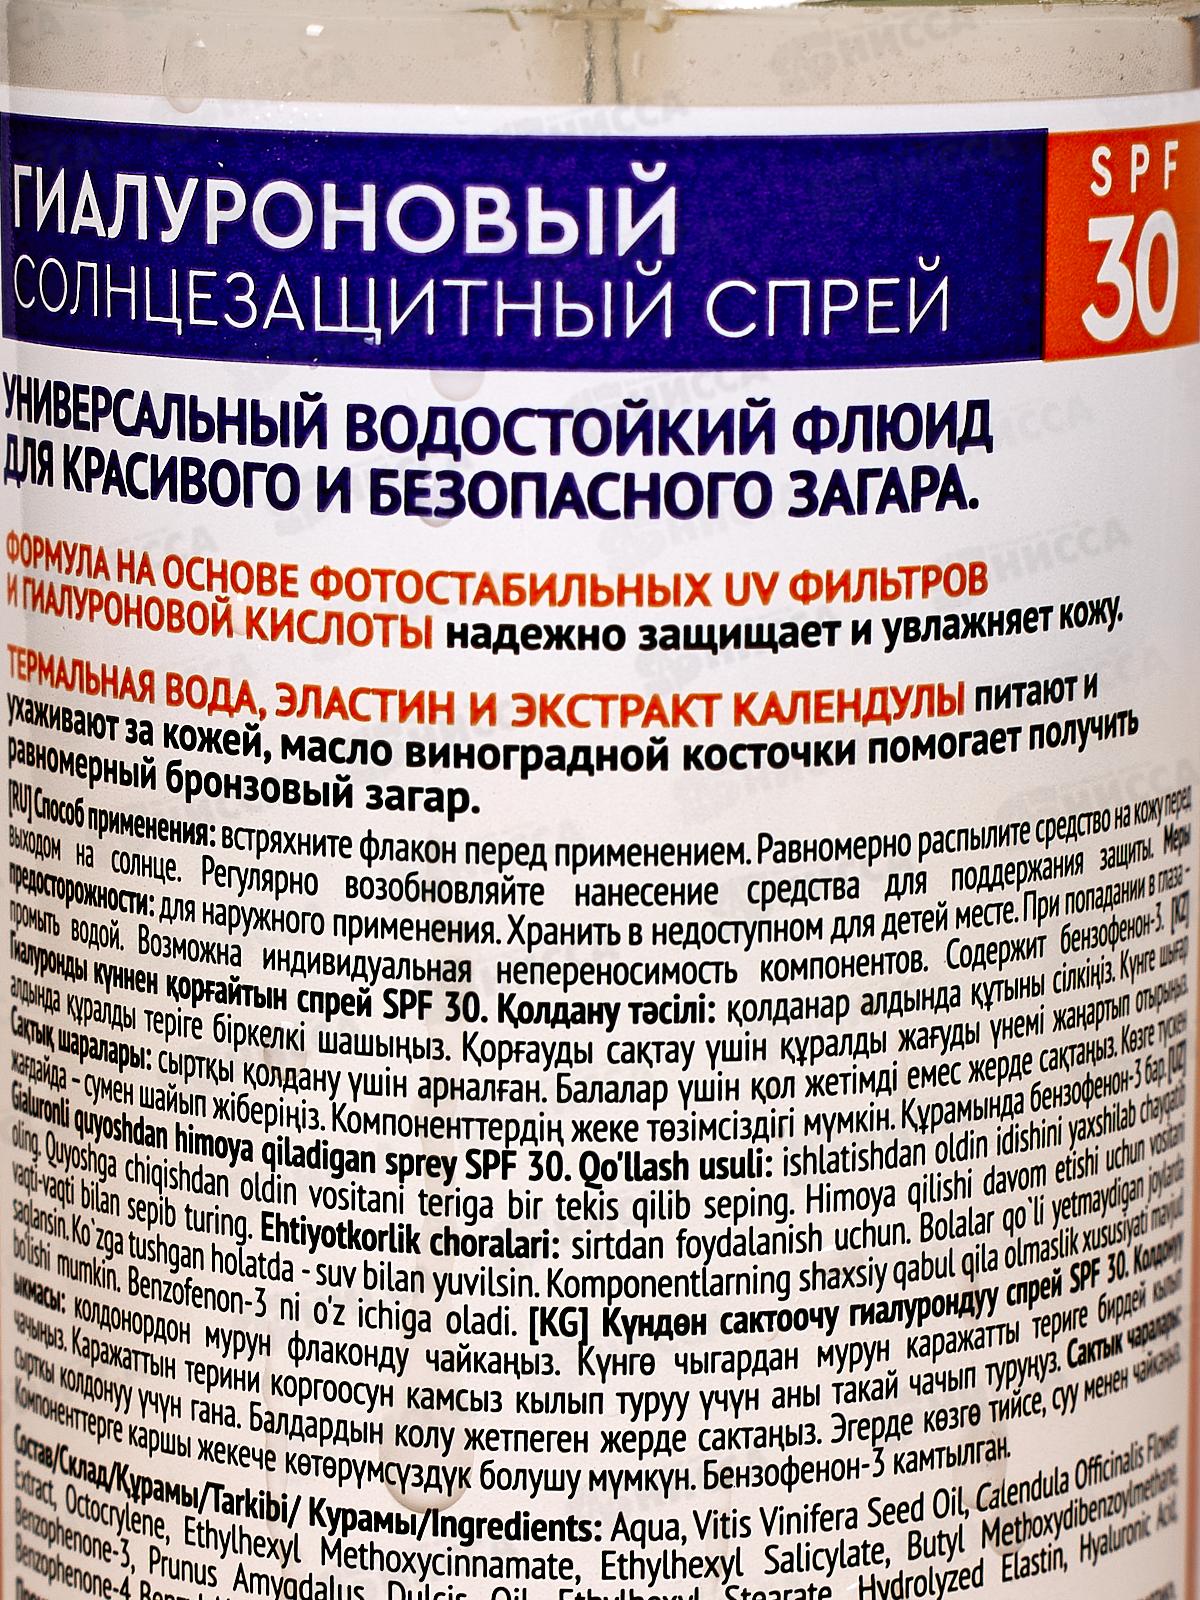 ГИАЛУРОНОВЫЙ
СОЛНЦЕЗАЩИТНЫЙ СПРЕЙ
SPF
30
УНИВЕРСАЛЬНЫЙ ВОДОСТОЙКИЙ ФЛЮИД
ДЛЯ КРАСИВОГО И БЕЗОПАСНОГО ЗАГАРА.
ФОРМУЛА НА ОСНОВЕ ФОТОСТАБИЛЬНЫХ UV ФИЛЬТРОВ
И ГИАЛУРОНОВОЙ КИСЛОТЫ надежно защищает и увлажняет кожу.
ТЕРМАЛЬНАЯ ВОДА, ЭЛАСТИН И ЭКСТРАКТ КАЛЕНДУЛЫ питают и
ухаживают за кожей, масло виноградной косточки помогает получить
равномерный бронзовый загар.
[RU] Способ применения: встряхните флакон перед применением. Равномерно распылите средство на кожу перед
выходом на солнце. Регулярно возобновляйте нанесение средства для поддержания защиты. Меры
предосторожности: для наружного применения. Хранить в недоступном для детей месте. При попадании в глаза -
промыть водой. Возможна индивидуальная непереносимость компонентов. Содержит бензофенон-3. [KZ]
Гиалуронды күннен қорғайтын спрей SPF 30. Қолдану тәсілі: қолданар алдында құтыны сілкіңіз. Күнге шығар
алдында құралды теріге біркелкі шашыңыз. Қорғауды сақтау үшін құралды жағуды үнемі жаңартып отырыңыз.
Сақтық шаралары: сыртқы қолдану үшін арналған. Балалар үшін қол жетімді емес жерде сақтаңыз. Көзге түскен
жағдайда - сумен шайып жіберіңіз. Компоненттердің жеке төзімсіздігі мүмкін. Құрамында бензофенон-3 бар. [UZ]
Gialuronli quyoshdan himoya qiladigan sprey SPF 30. Qo'llash usuli: ishlatishdan oldin idishini yaxshilab chayqatib
oling. Quyoshga chiqishdan oldin vositani teriga bir tekis qilib seping. Himoya qilishi davom etishi uchun vositani
vaqti-vaqti bilan sepib turing. Ehtiyotkorlik choralari: sirtdan foydalanish uchun. Bolalar qo`li yetmaydigan joylarda
saqlansin. Ko`zga tushgan holatda - suv bilan yuvilsin. Komponentlarning shaxsiy qabul qila olmaslik xususiyati mavjud
bo'lishi mumkin. Benzofenon-3 ni o'z ichiga oladi. [KG] Күндөн сактоочу гиалурондуу спрей SPF 30. Колдонуу
ыкмасы: колдонордон мурун флаконду чайкаңыз. Күнгө чыгардан мурун каражатты териге бирдей кылып
чачыңыз. Каражаттын терини коргоосун камсыз кылып туруу үчүн аны такай чачып туруңуз. Сактык чаралары:
сырткы колдонуу үчүн гана. Балдардын колу жетпеген жерде сактаңыз. Эгерде көзгө тийсе, суу менен чайкаңыз.
Компоненттерге каршы жекече көтөрүмсүздүк болушу мүмкүн. Бензофенон-3 камтылган.
Состав/Склад/Құрамы/Tarkibi/ Курамы/Ingredients: Aqua, Vitis Vinifera Seed Oil, Calendula Officinalis Flower
Extract, Octocrylene, Ethylhexyl Methoxycinnamate, Ethylhexyl Salicylate, Butyl Methoxydibenzoylmethane,
Benzophenone-3, Prunus Amygdalus Dulcis Oil, Ethylhexyl Stearate, Hydrolyzed Elastin, Hyaluronic Acid,
Benzophenone-4